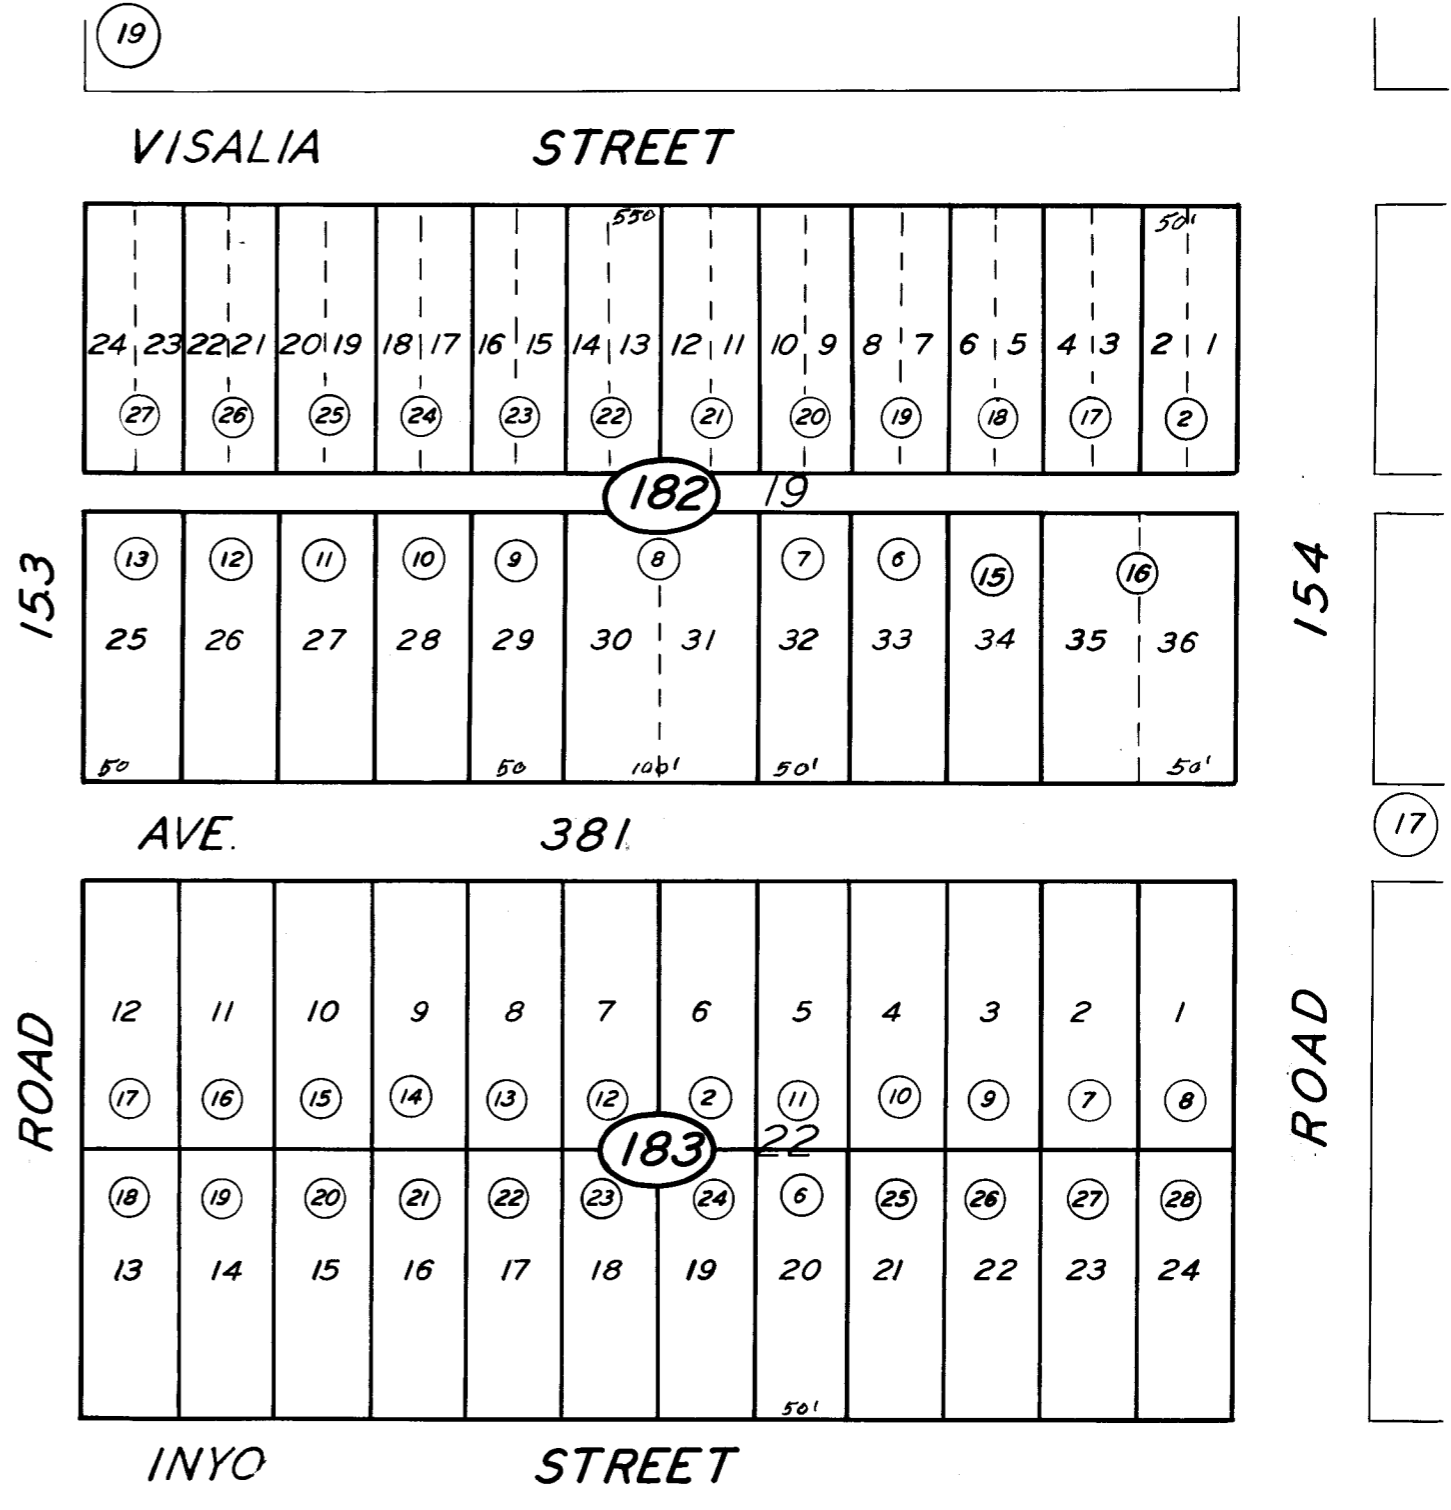 19
VISALIA STREET
550 50'
24 23 22 21 20 19 18 17 16 15 14 13 12 11 10 9 8 7 6 5 4 3 2 1
27 26 25 24 23 22 21 20 19 18 17 2
182 19
13 12 11 10 9 8 7 6 15 16
25 26 27 28 29 30 31 32 33 34 35 36
50 50 100' 50' 50'
153 ROAD
154 ROAD
AVE. 381
17
12 11 10 9 8 7 6 5 4 3 2 1
17 16 15 14 13 12 2 11 10 9 7 8
183 22
18 19 20 21 22 23 24 6 25 26 27 28
13 14 15 16 17 18 19 20 21 22 23 24
50'
INYO STREET